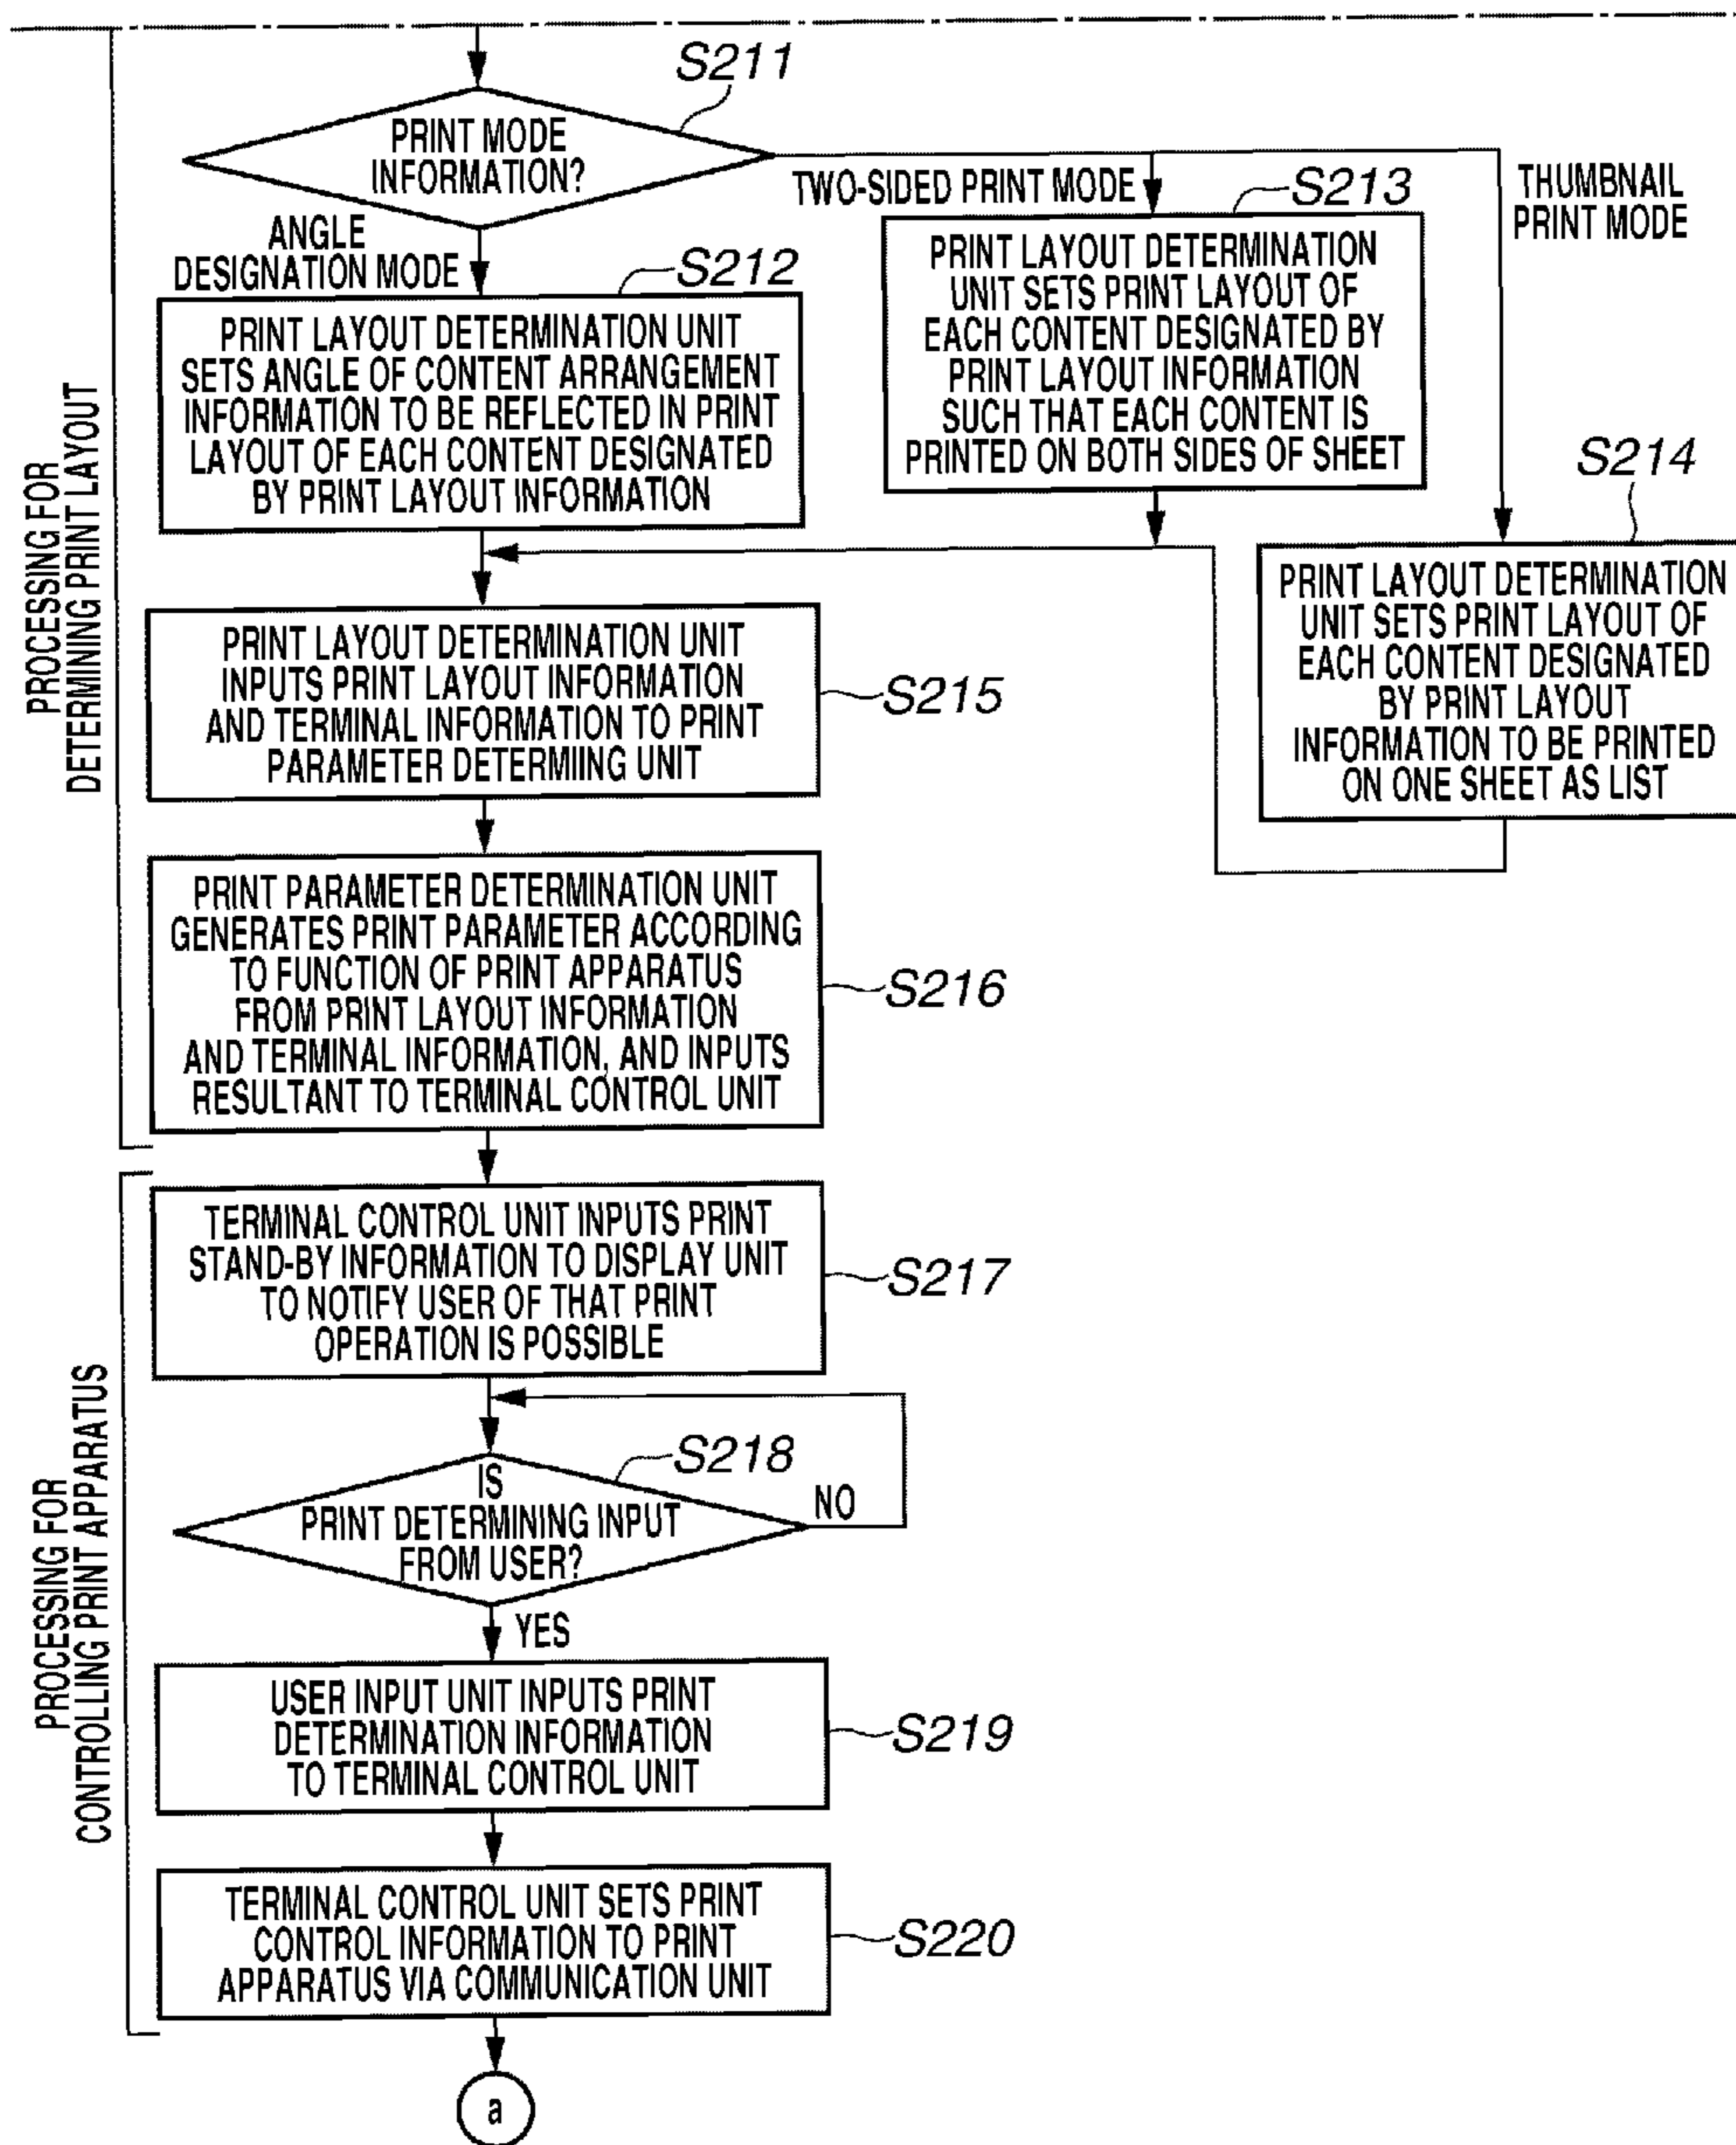 S211
PRINT MODE
INFORMATION?
TWO-SIDED PRINT MODE
THUMBNAIL
PRINT MODE
ANGLE
DESIGNATION MODE
S212
PRINT LAYOUT DETERMINATION UNIT
SETS ANGLE OF CONTENT ARRANGEMENT
INFORMATION TO BE REFLECTED IN PRINT
LAYOUT OF EACH CONTENT DESIGNATED
BY PRINT LAYOUT INFORMATION
S213
PRINT LAYOUT DETERMINATION
UNIT SETS PRINT LAYOUT OF
EACH CONTENT DESIGNATED BY
PRINT LAYOUT INFORMATION
SUCH THAT EACH CONTENT IS
PRINTED ON BOTH SIDES OF SHEET
S214
PRINT LAYOUT DETERMINATION
UNIT SETS PRINT LAYOUT OF
EACH CONTENT DESIGNATED
BY PRINT LAYOUT
INFORMATION TO BE PRINTED
ON ONE SHEET AS LIST
PROCESSING FOR
DETERMINING PRINT LAYOUT
PRINT LAYOUT DETERMINATION UNIT
INPUTS PRINT LAYOUT INFORMATION
AND TERMINAL INFORMATION TO PRINT
PARAMETER DETERMIING UNIT
S215
PRINT PARAMETER DETERMINATION UNIT
GENERATES PRINT PARAMETER ACCORDING
TO FUNCTION OF PRINT APPARATUS
FROM PRINT LAYOUT INFORMATION
AND TERMINAL INFORMATION, AND INPUTS
RESULTANT TO TERMINAL CONTROL UNIT
S216
PROCESSING FOR
CONTROLLING PRINT APPARATUS
TERMINAL CONTROL UNIT INPUTS PRINT
STAND-BY INFORMATION TO DISPLAY UNIT
TO NOTIFY USER OF THAT PRINT
OPERATION IS POSSIBLE
S217
S218
IS
PRINT DETERMINING INPUT
FROM USER?
NO
YES
USER INPUT UNIT INPUTS PRINT
DETERMINATION INFORMATION
TO TERMINAL CONTROL UNIT
S219
TERMINAL CONTROL UNIT SETS PRINT
CONTROL INFORMATION TO PRINT
APPARATUS VIA COMMUNICATION UNIT
S220
a